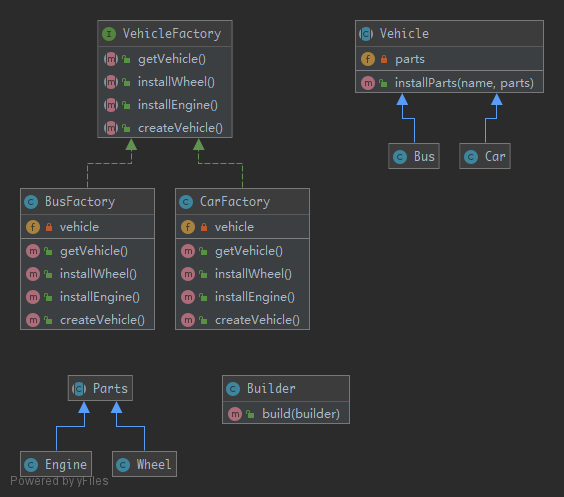 I VehicleFactory
m getVehicle()
m installWheel()
m installEngine()
m createVehicle()
C Vehicle
f parts
m installParts(name, parts)
C Bus
C Car
C BusFactory
f vehicle
m getVehicle()
m installWheel()
m installEngine()
m createVehicle()
C CarFactory
f vehicle
m getVehicle()
m installWheel()
m installEngine()
m createVehicle()
C Parts
C Builder
m build(builder)
C Engine
C Wheel
Powered by yFiles